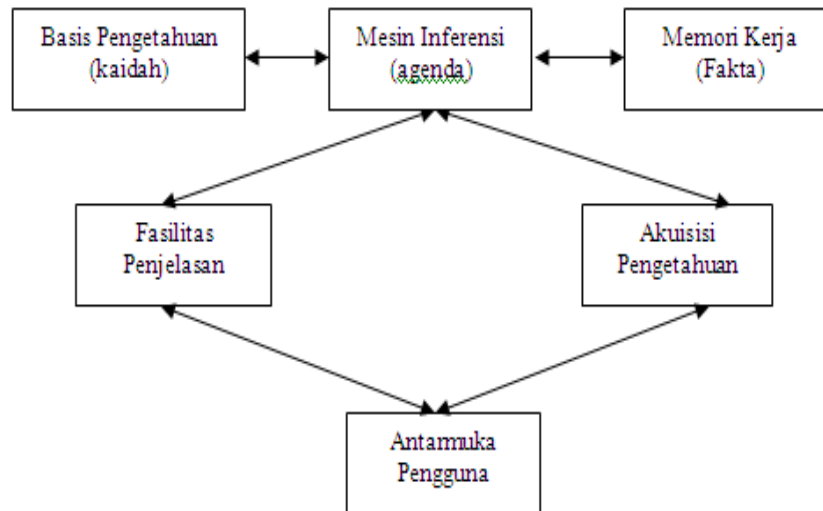 Basis Pengetahuan
(kaidah)
Mesin Inferensi
(agenda)
Memori Kerja
(Fakta)
Fasilitas
Penjelasan
Akuisisi
Pengetahuan
Antarmuka
Pengguna